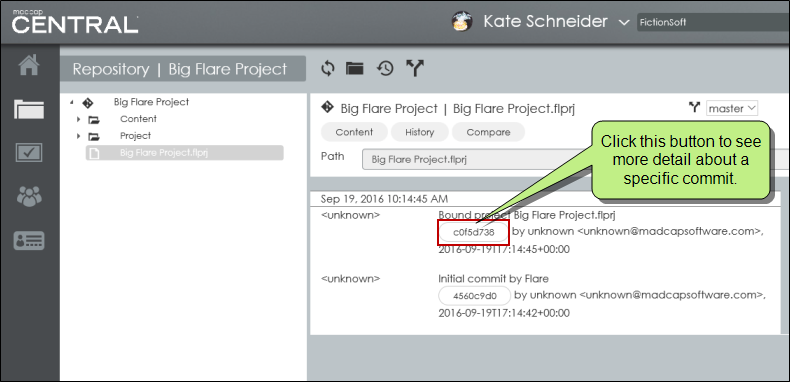 madcap
CENTRAL
Kate Schneider
FictionSoft
Repository | Big Flare Project
Big Flare Project
Content
Project
Big Flare Project.flprj
Big Flare Project | Big Flare Project.flprj
master
Content History Compare
Path Big Flare Project.flprj
Click this button to see
more detail about a
specific commit.
Sep 19, 2016 10:14:45 AM
<unknown> Bound project Big Flare Project.flprj
c0f5d738 by unknown <unknown@madcapsoftware.com>,
2016-09-19T17:14:45+00:00
<unknown> Initial commit by Flare
4560c9d0 by unknown <unknown@madcapsoftware.com>,
2016-09-19T17:14:42+00:00